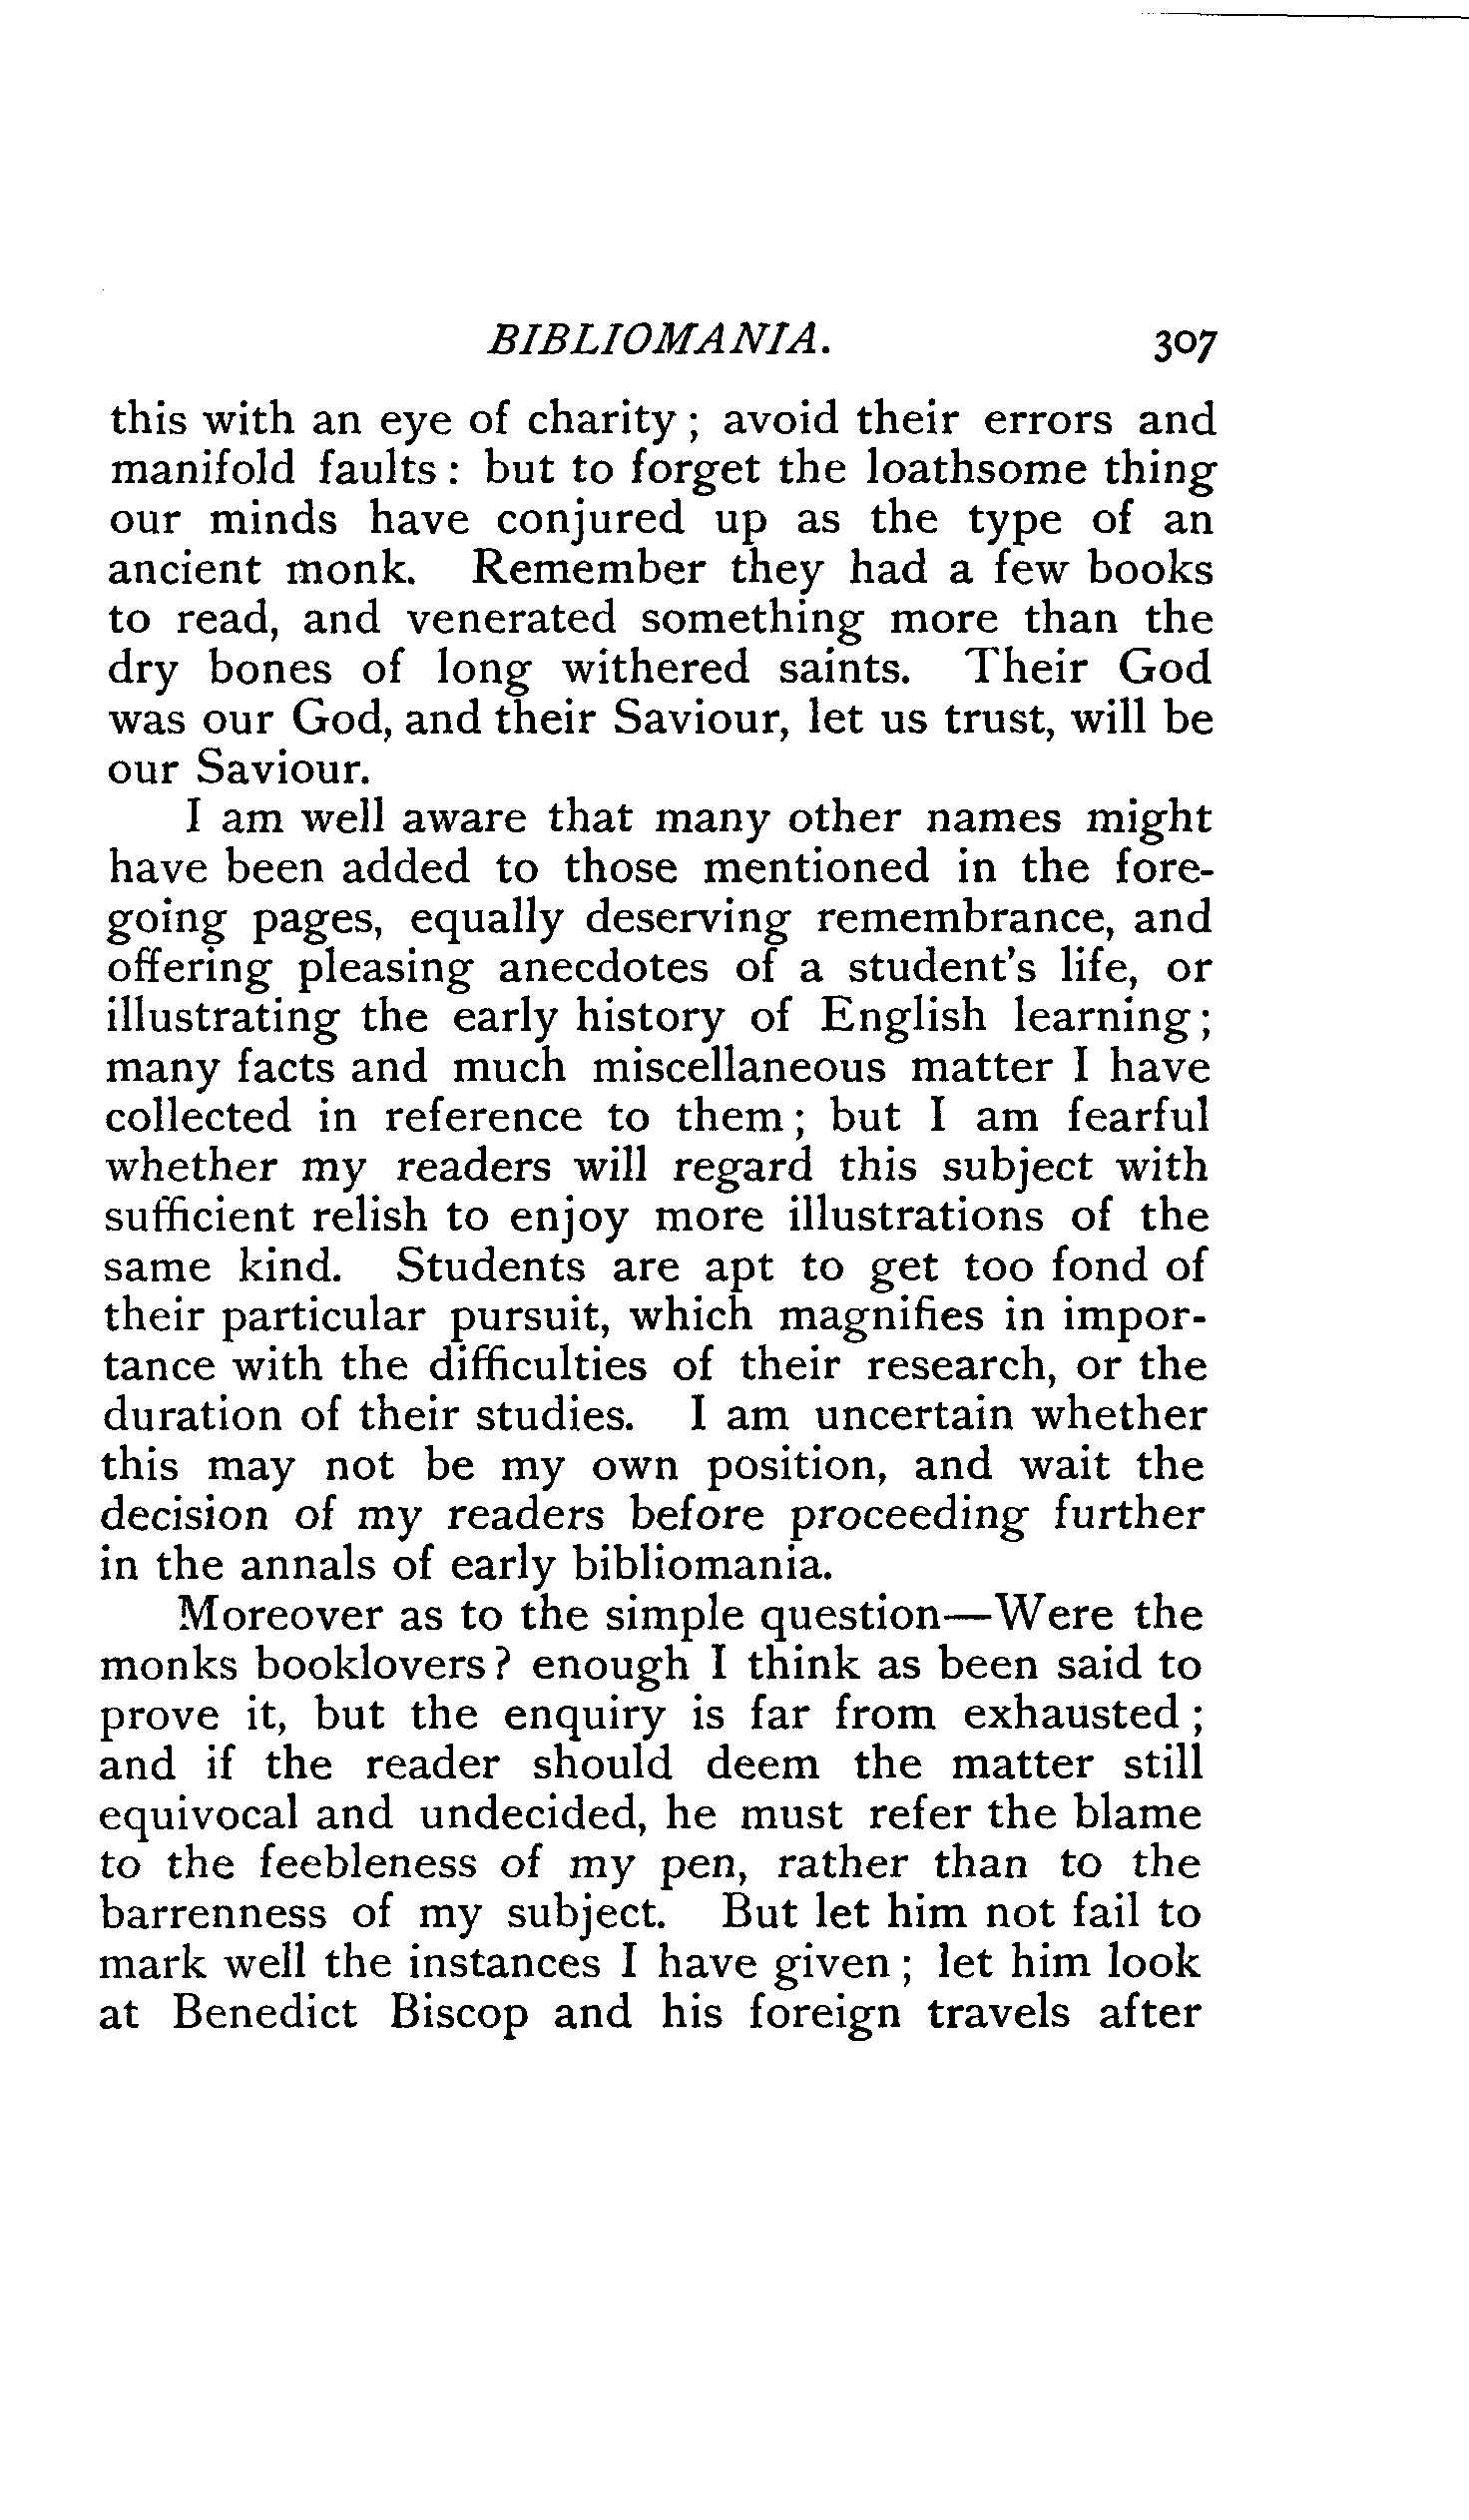 BIBLIOMANIA. 307
this with an eye of charity ; avoid their errors and
manifold faults : but to forget the loathsome thing
our minds have conjured up as the type of an
ancient monk. Remember they had a few books
to read, and venerated something more than the
dry bones of long withered saints. Their God
was our God, and their Saviour, let us trust, will be
our Saviour.
I am well aware that many other names might
have been added to those mentioned in the fore-
going pages, equally deserving remembrance, and
offering pleasing anecdotes of a student's life, or
illustrating the early history of English learning ;
many facts and much miscellaneous matter I have
collected in reference to them ; but I am fearful
whether my readers will regard this subject with
sufficient relish to enjoy more illustrations of the
same kind. Students are apt to get too fond of
their particular pursuit, which magnifies in impor-
tance with the difficulties of their research, or the
duration of their studies. I am uncertain whether
this may not be my own position, and wait the
decision of my readers before proceeding further
in the annals of early bibliomania.
Moreover as to the simple question—Were the
monks booklovers ? enough I think as been said to
prove it, but the enquiry is far from exhausted ;
and if the reader should deem the matter still
equivocal and undecided, he must refer the blame
to the feebleness of my pen, rather than to the
barrenness of my subject. But let him not fail to
mark well the instances I have given ; let him look
at Benedict Biscop and his foreign travels after